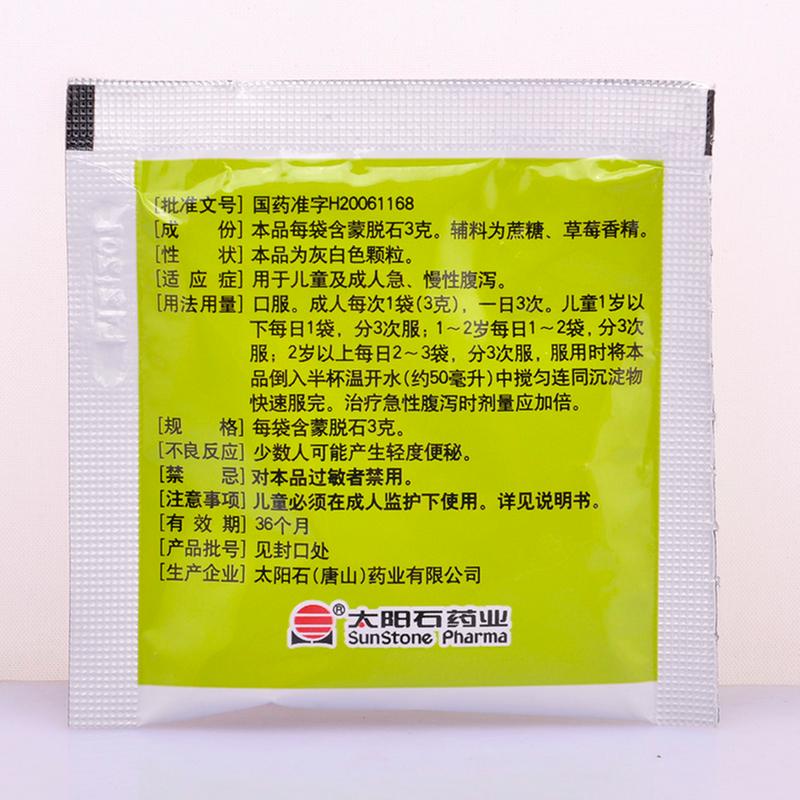 [批准文号] 国药准字H20061168
[成 份] 本品每袋含蒙脱石3克。辅料为蔗糖、草莓香精。
[性 状] 本品为灰白色颗粒。
[适 应 症] 用于儿童及成人急、慢性腹泻。
[用法用量] 口服。成人每次1袋(3克)，一日3次。儿童1岁以
下每日1袋，分3次服；1～2岁每日1～2袋，分3次
服；2岁以上每日2～3袋，分3次服，服用时将本
品倒入半杯温开水(约50毫升)中搅匀连同沉淀物
快速服完。治疗急性腹泻时剂量应加倍。
[规 格] 每袋含蒙脱石3克。
[不良反应] 少数人可能产生轻度便秘。
[禁 忌] 对本品过敏者禁用。
[注意事项] 儿童必须在成人监护下使用。详见说明书。
[有 效 期] 36个月
[产品批号] 见封口处
[生产企业] 太阳石(唐山)药业有限公司
®太阳石药业
SunStone Pharma